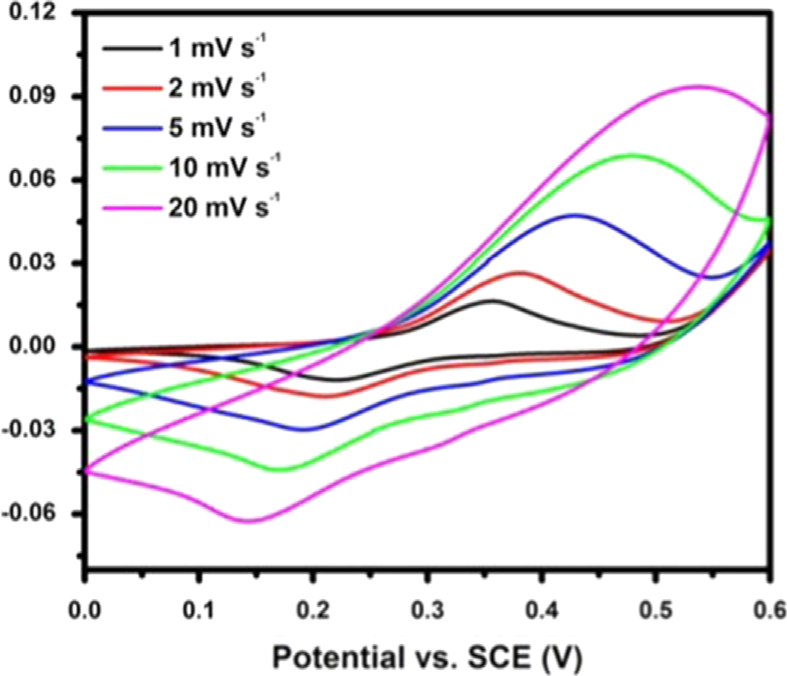 0.12
0.09
0.06
0.03
0.00
-0.03
-0.06
1 mV s⁻¹
2 mV s⁻¹
5 mV s⁻¹
10 mV s⁻¹
20 mV s⁻¹
0.0 0.1 0.2 0.3 0.4 0.5 0.6
Potential vs. SCE (V)